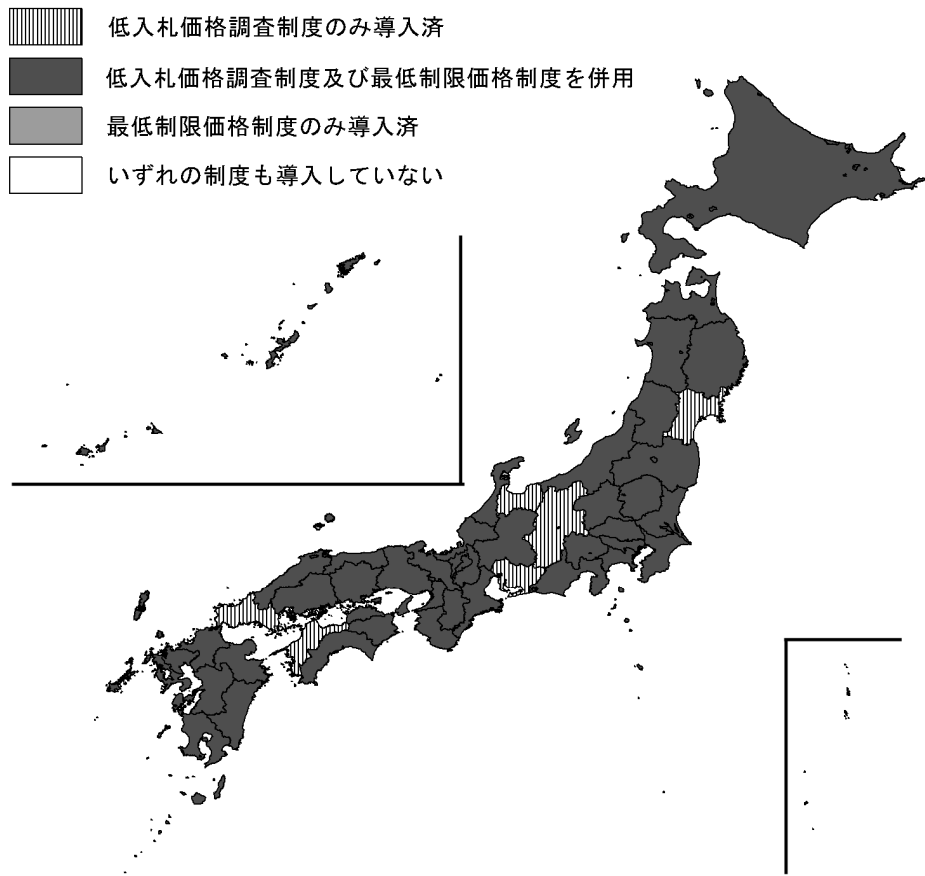 低入札価格調査制度のみ導入済
低入札価格調査制度及び最低制限価格制度を併用
最低制限価格制度のみ導入済
いずれの制度も導入していない